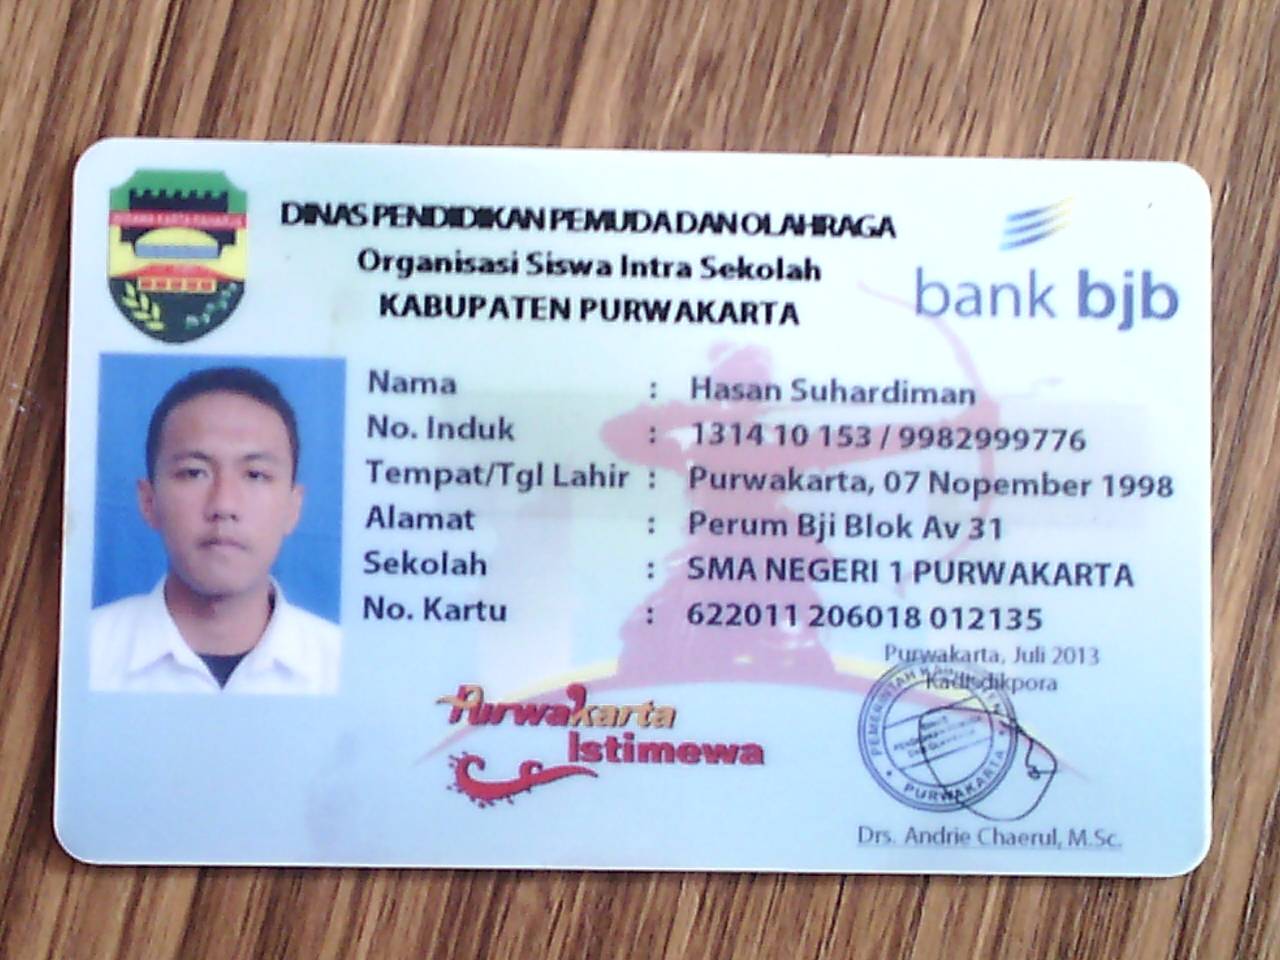 DINAS PENDIDIKAN PEMUDA DAN OLAHRAGA
Organisasi Siswa Intra Sekolah
KABUPATEN PURWAKARTA
bank bjb
Nama : Hasan Suhardiman
No. Induk : 1314 10 153 / 9982999776
Tempat/Tgl Lahir : Purwakarta, 07 Nopember 1998
Alamat : Perum Bji Blok Av 31
Sekolah : SMA NEGERI 1 PURWAKARTA
No. Kartu : 622011 206018 012135
Purwakarta, Juli 2013
Kadisdikpora
PEMERINTAH
PURWAKARTA
Purwakarta
Istimewa
Drs. Andrie Chaerul, M.Sc.